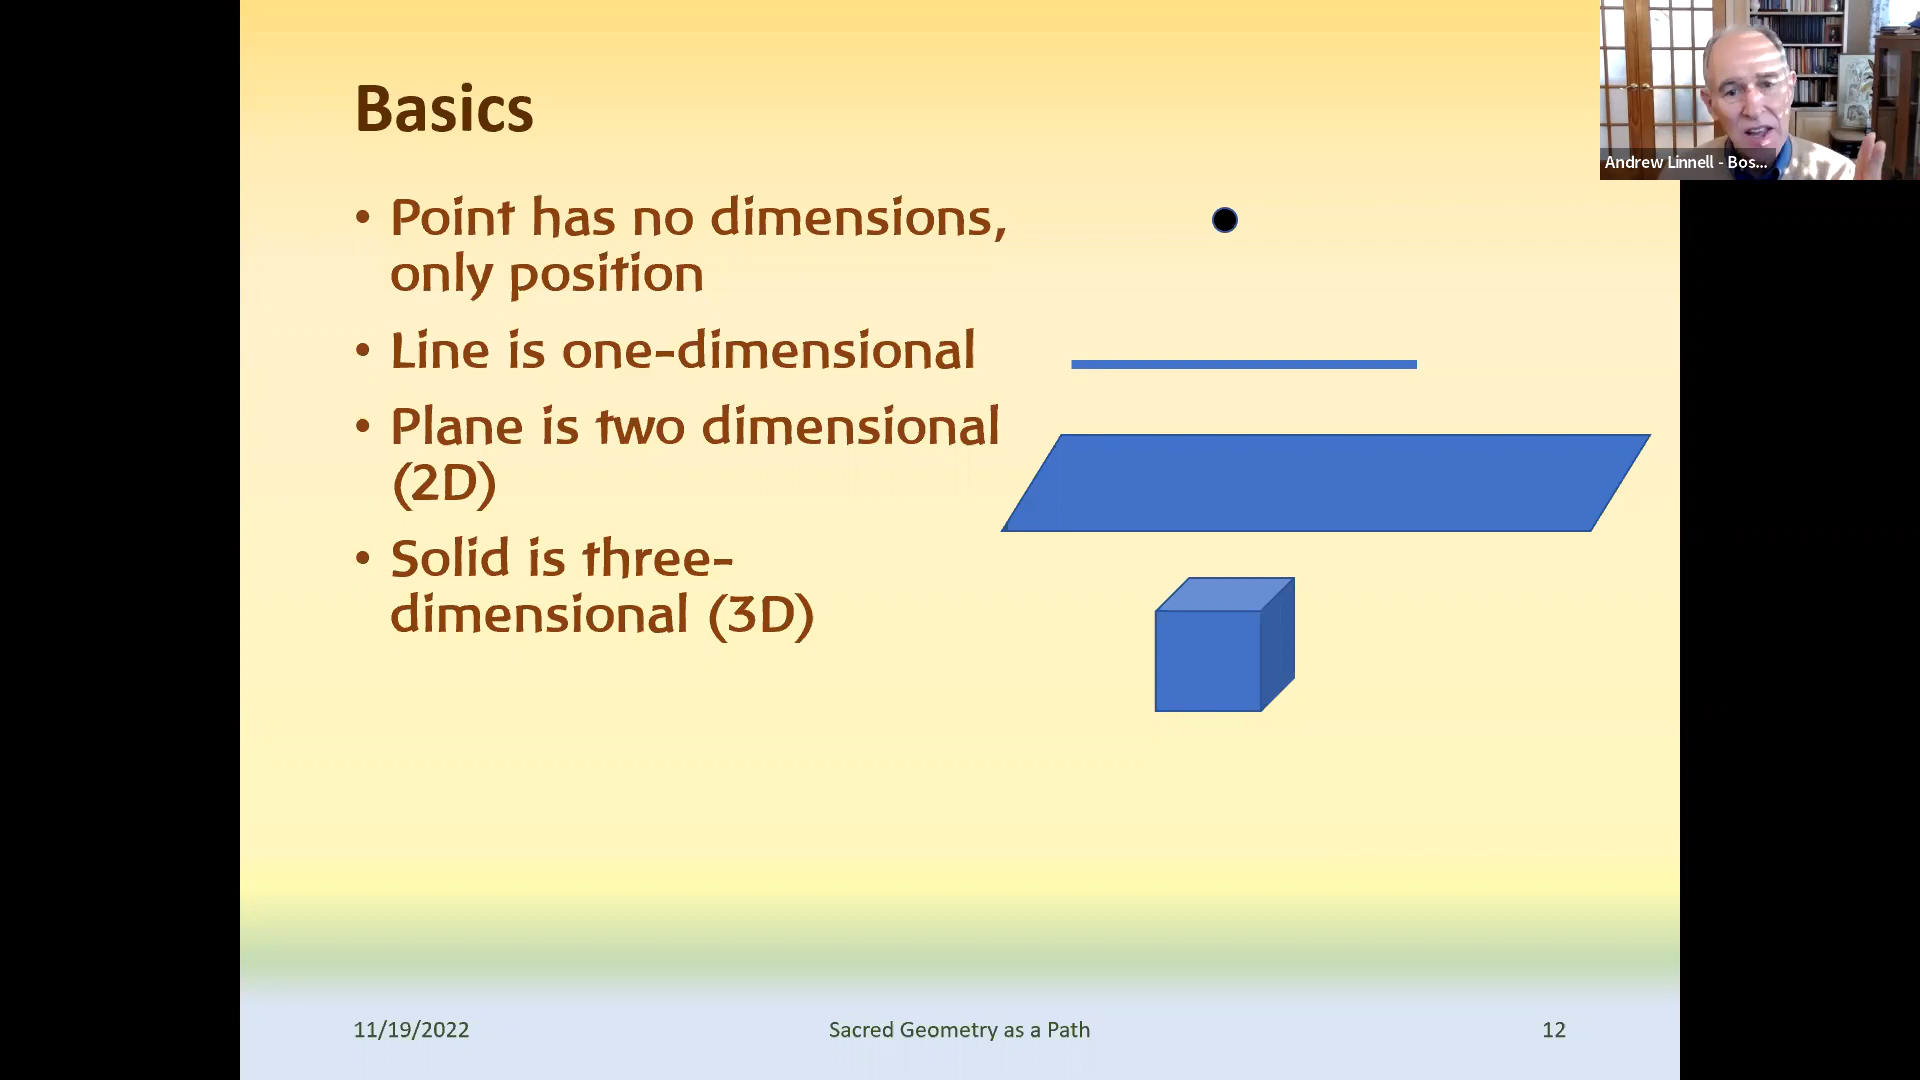 Basics
• Point has no dimensions,
only position
• Line is one-dimensional
• Plane is two dimensional
(2D)
• Solid is three-
dimensional (3D)
Andrew Linnell - Bos...
11/19/2022
Sacred Geometry as a Path
12